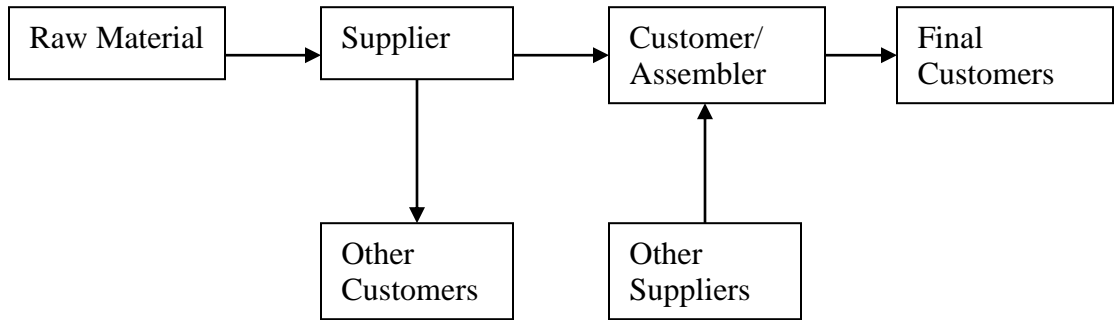 Raw Material
Supplier
Customer/
Assembler
Final
Customers
Other
Customers
Other
Suppliers